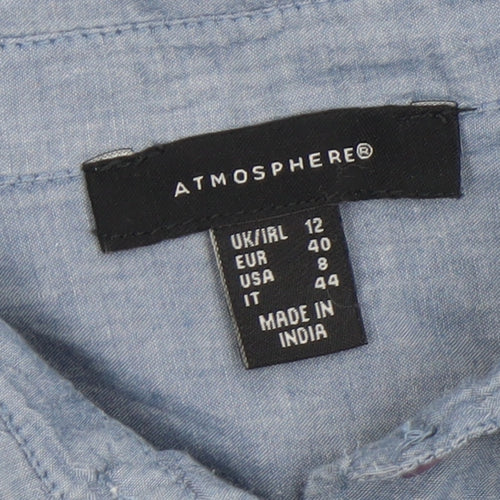 ATMOSPHERE®
UK/IRL 12
EUR 40
USA 8
IT 44
MADE IN
INDIA